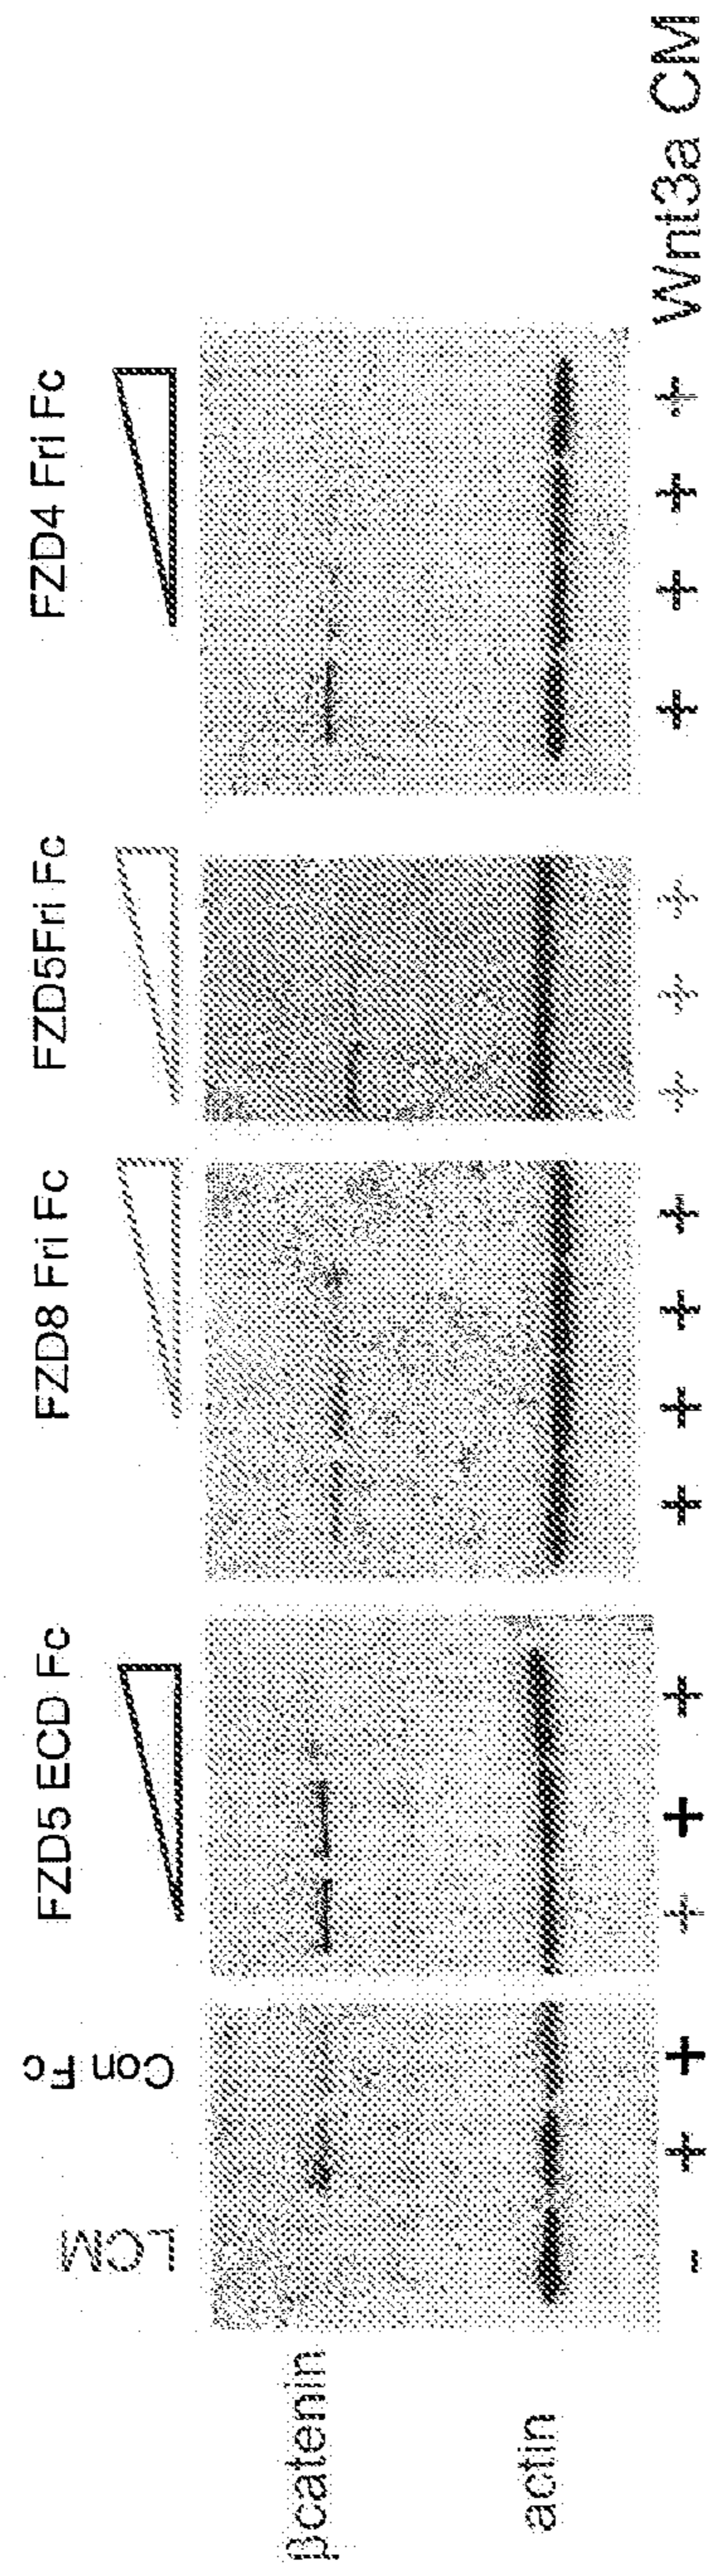 LCM Con Fc FZD5 ECD Fc FZD8 Fri Fc FZD5Fri Fc FZD4 Fri Fc
βcatenin
actin
- + + + + + + + + + + + + + + + + Wnt3a CM